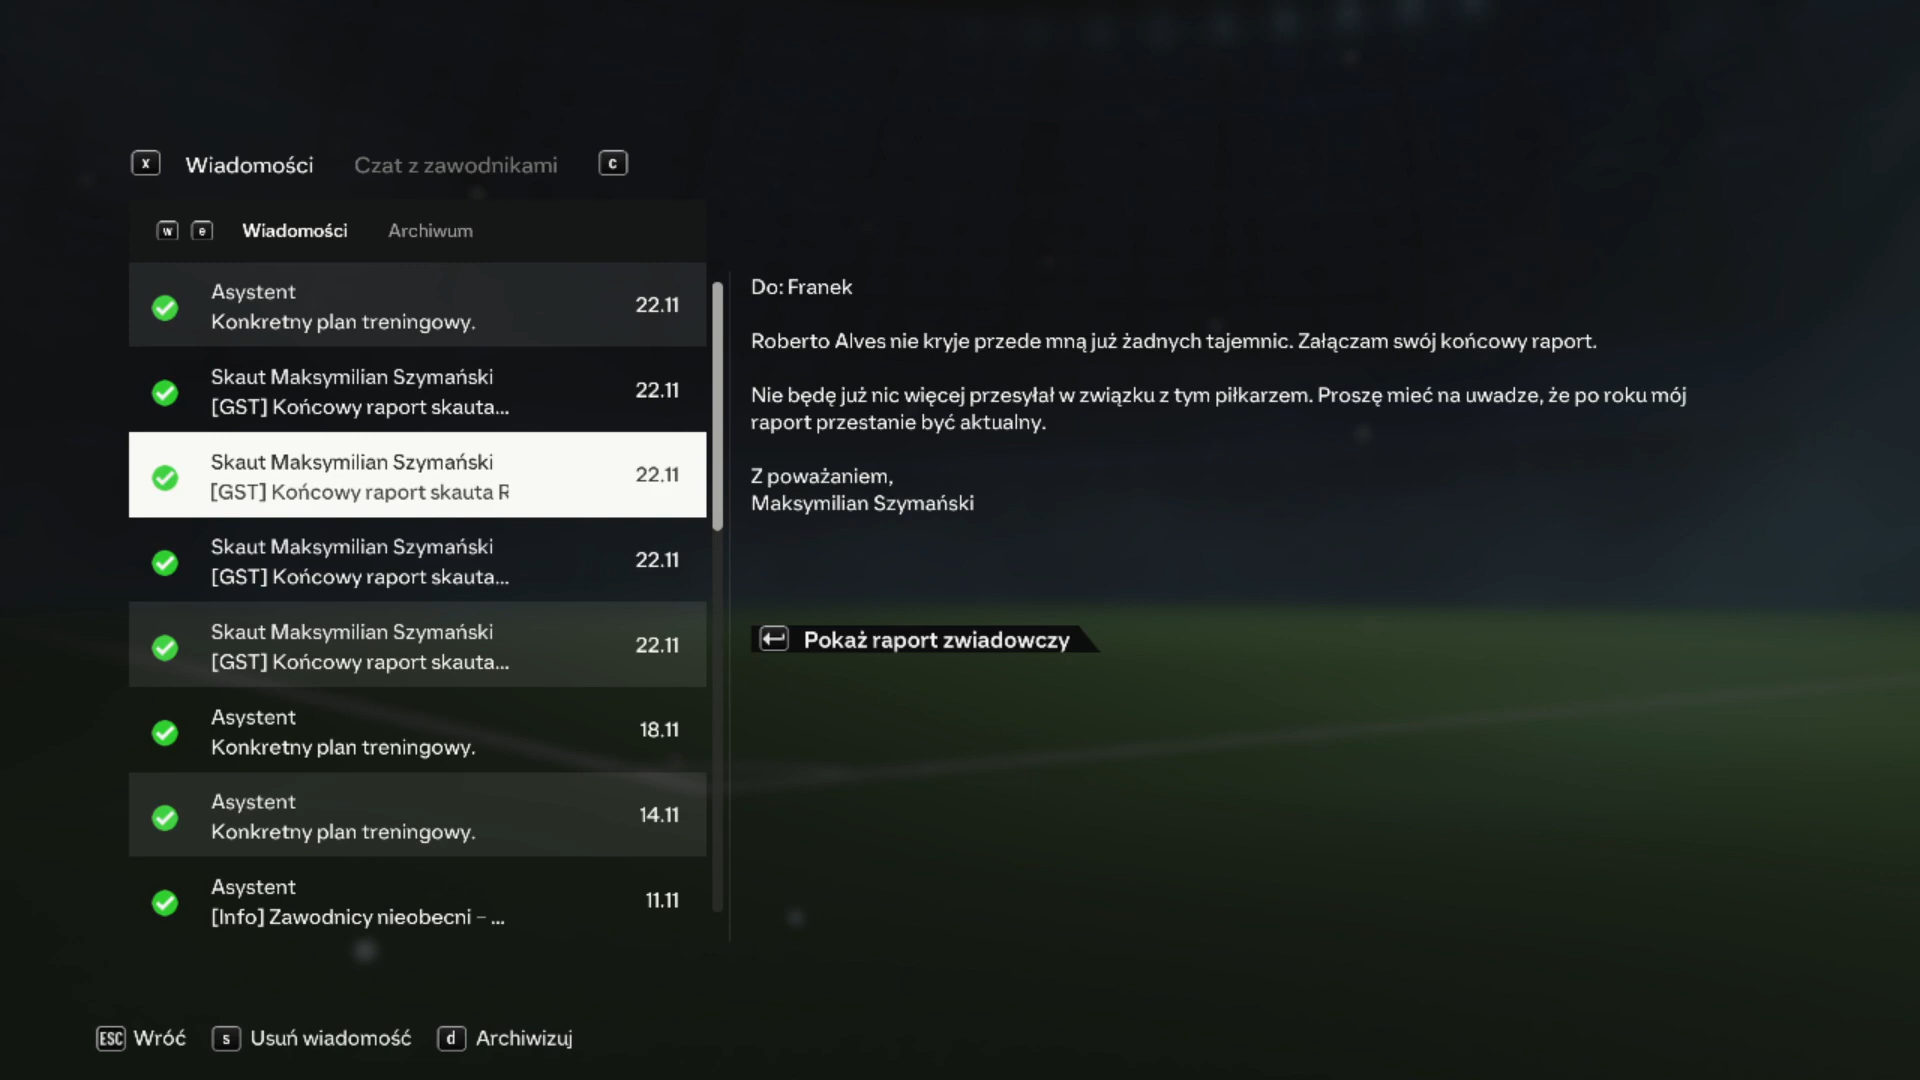 X Wiadomości Czat z zawodnikami C
w e Wiadomości Archiwum
Asystent
Konkretny plan treningowy.
22.11
Skaut Maksymilian Szymański
[GST] Końcowy raport skauta...
22.11
Skaut Maksymilian Szymański
[GST] Końcowy raport skauta R
22.11
Skaut Maksymilian Szymański
[GST] Końcowy raport skauta...
22.11
Skaut Maksymilian Szymański
[GST] Końcowy raport skauta...
22.11
Asystent
Konkretny plan treningowy.
18.11
Asystent
Konkretny plan treningowy.
14.11
Asystent
[Info] Zawodnicy nieobecni – ...
11.11
Do: Franek
Roberto Alves nie kryje przede mną już żadnych tajemnic. Załączam swój końcowy raport.
Nie będę już nic więcej przesyłał w związku z tym piłkarzem. Proszę mieć na uwadze, że po roku mój
raport przestanie być aktualny.
Z poważaniem,
Maksymilian Szymański
Pokaż raport zwiadowczy
ESC Wróć s Usuń wiadomość d Archiwizuj